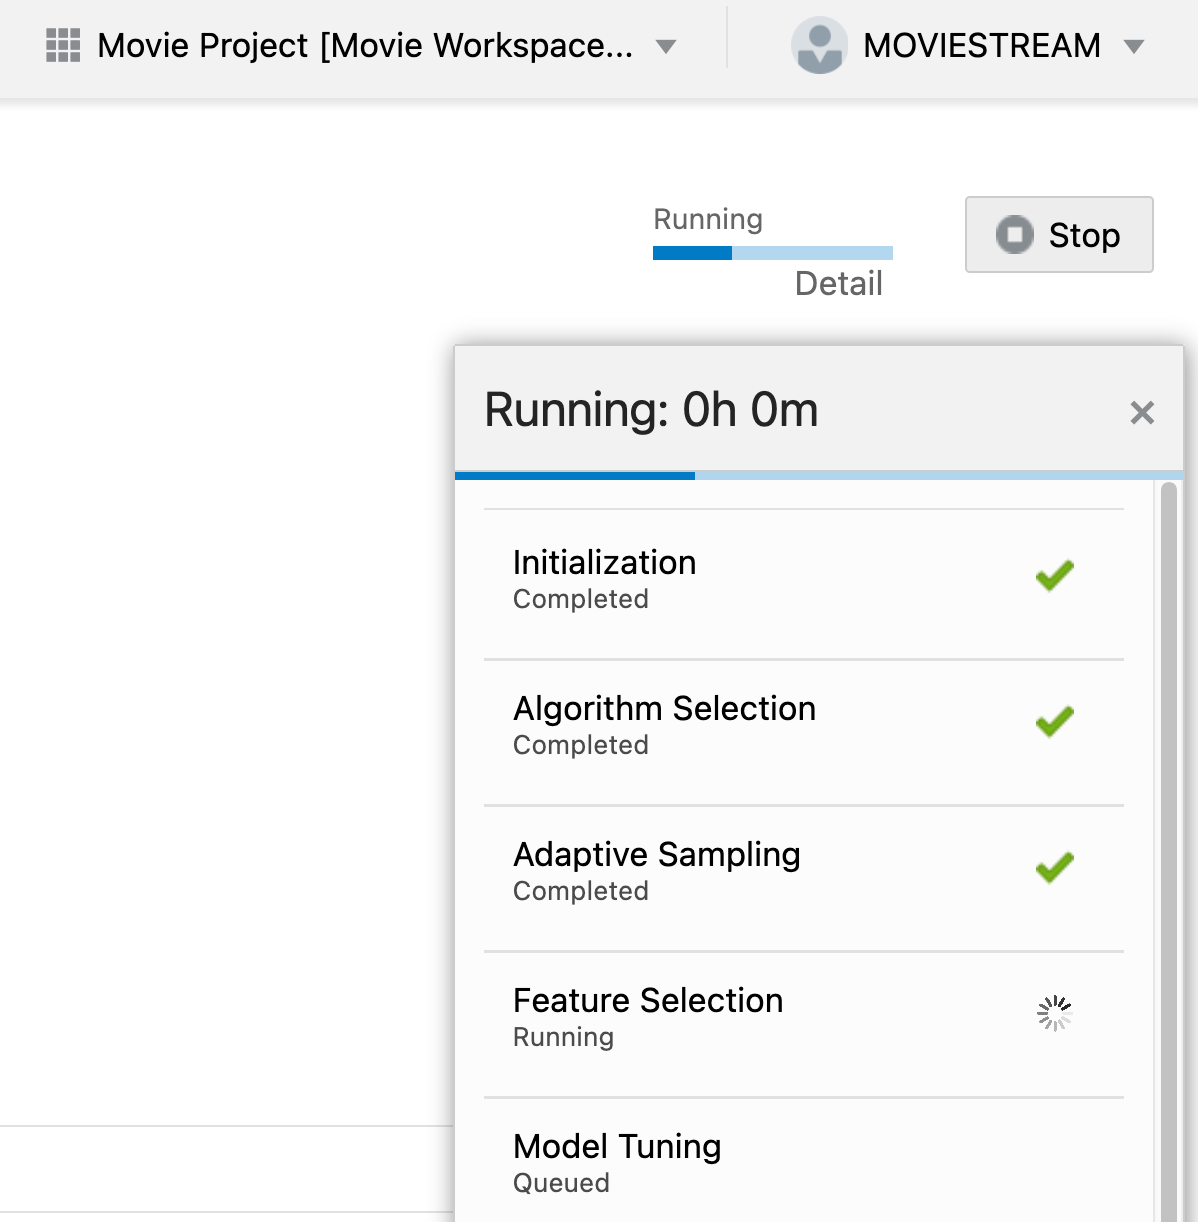 Movie Project [Movie Workspace...
MOVIESTREAM
Running
Stop
Detail
Running: 0h 0m
Initialization
Completed
Algorithm Selection
Completed
Adaptive Sampling
Completed
Feature Selection
Running
Model Tuning
Queued